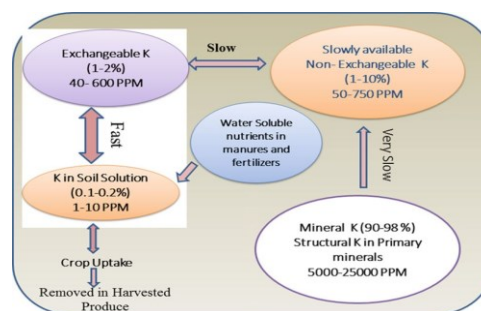 Exchangeable K
(1-2%)
40- 600 PPM
Slow
Slowly available
Non- Exchangeable K
(1-10%)
50-750 PPM
Fast
Water Soluble
nutrients in
manures and
fertilizers
Very Slow
K in Soil Solution
(0.1-0.2%)
1-10 PPM
Mineral K (90-98 %)
Structural K in Primary
minerals
5000-25000 PPM
Crop Uptake
Removed in Harvested
Produce